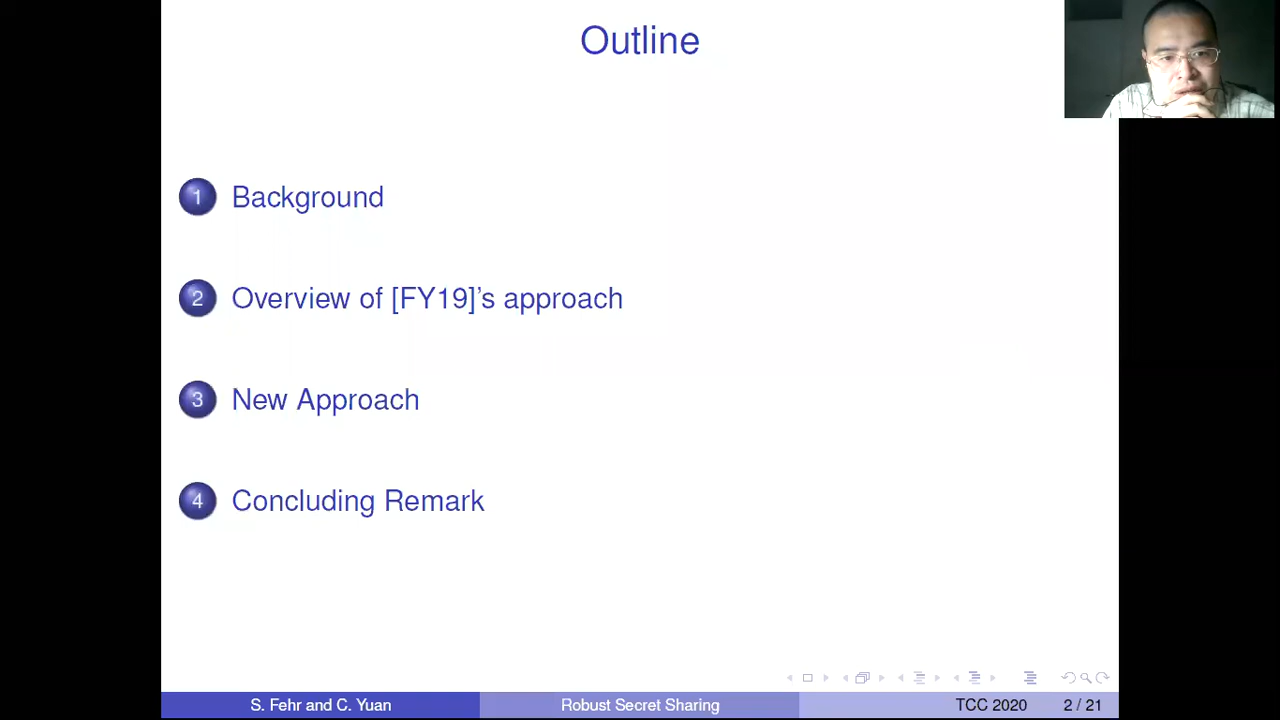 Outline
1 Background
2 Overview of [FY19]'s approach
3 New Approach
4 Concluding Remark
S. Fehr and C. Yuan Robust Secret Sharing TCC 2020 2 / 21